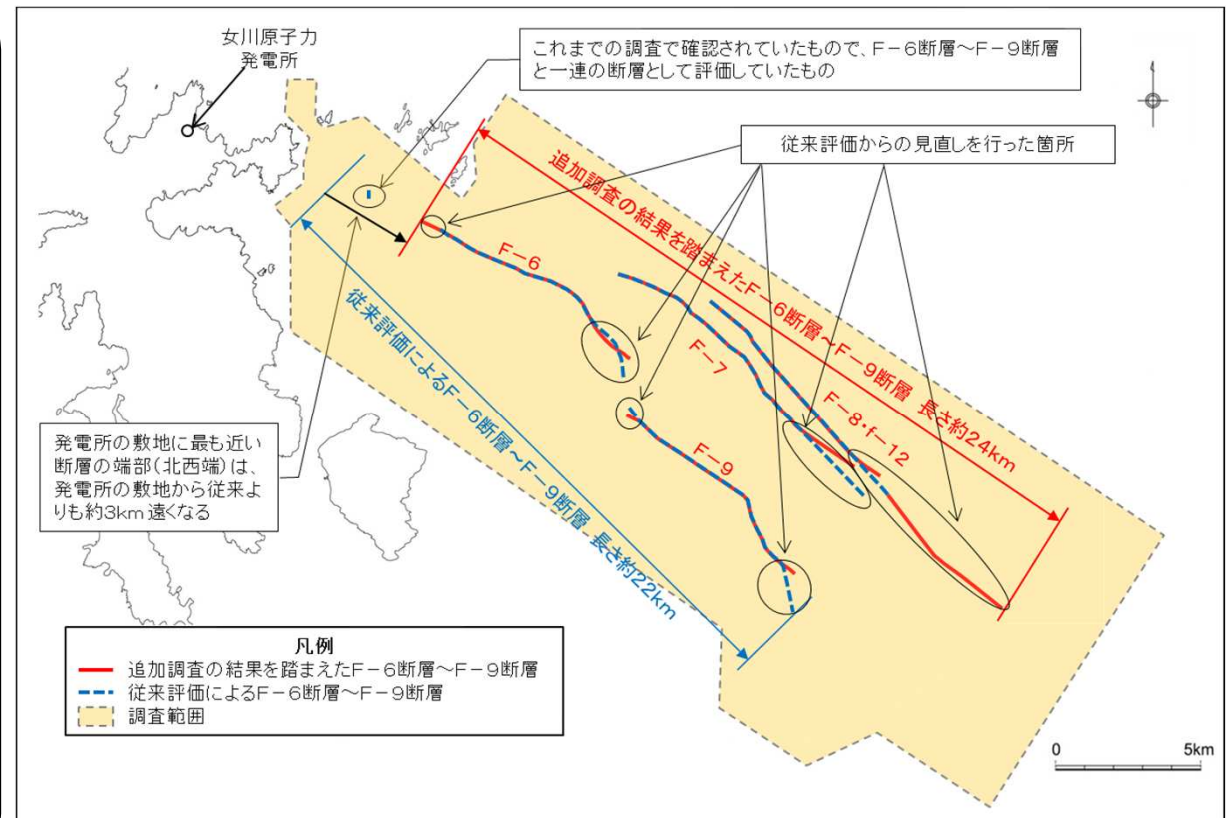 女川原子力
発電所
これまでの調査で確認されていたもので、F-6断層~F-9断層
と一連の断層として評価していたもの
従来評価からの見直しを行った箇所
追加調査の結果を踏まえたF-6断層~F-9断層 長さ約24km
F-6
F-7
F-8・f-12
F-9
従来評価によるF-6断層~F-9断層 長さ約22km
発電所の敷地に最も近い
断層の端部(北西端)は、
発電所の敷地から従来よ
りも約3km遠くなる
凡例
追加調査の結果を踏まえたF-6断層~F-9断層
従来評価によるF-6断層~F-9断層
調査範囲
0 5km